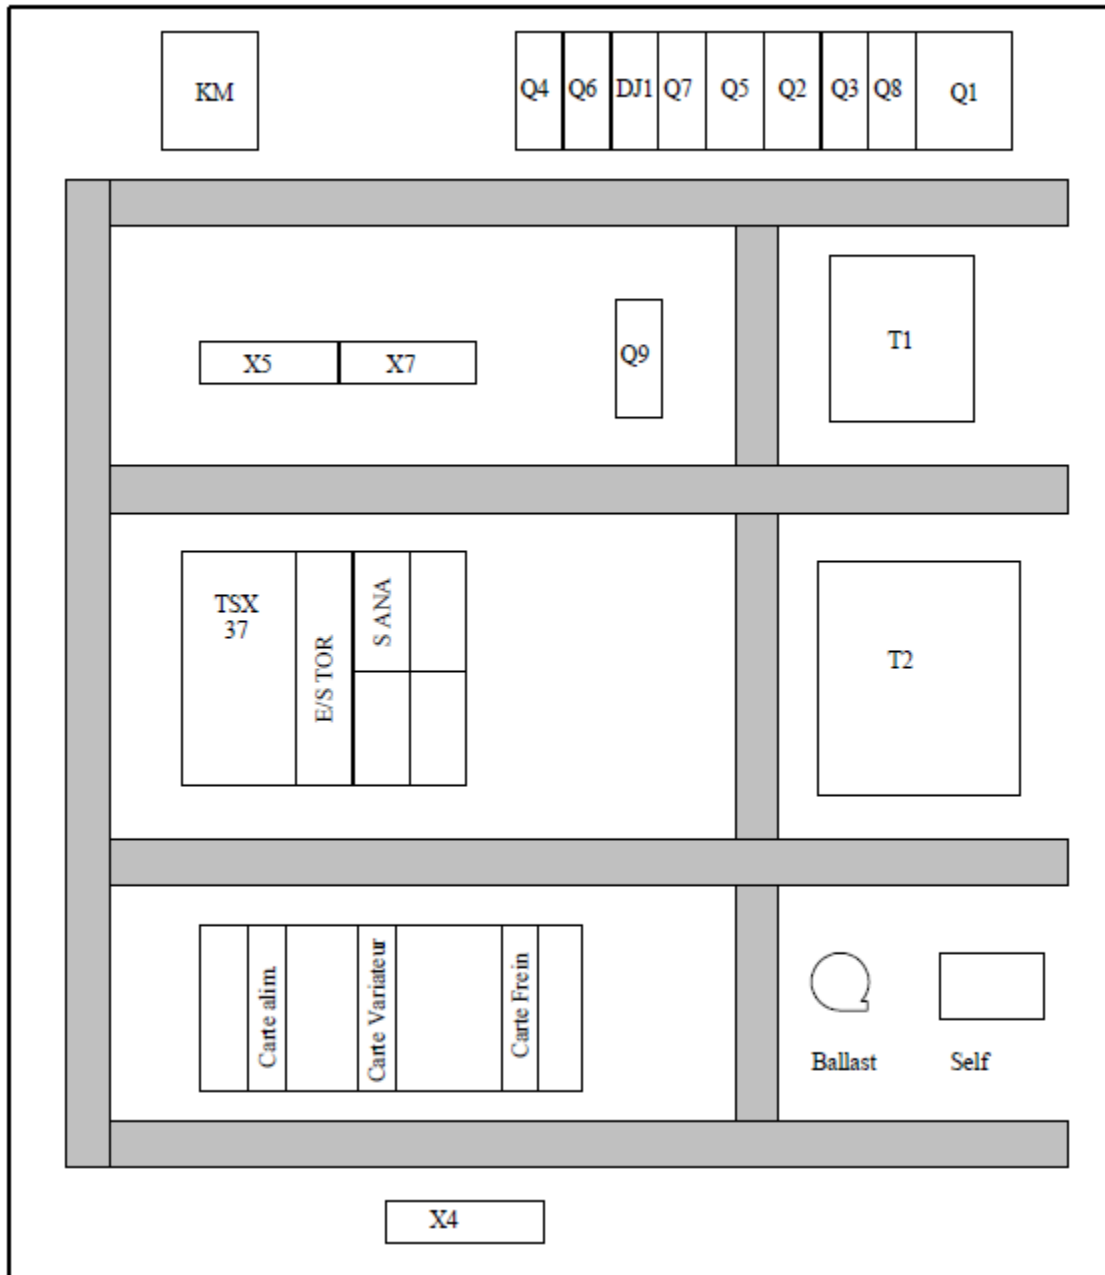 KM
Q4
Q6
DJ1
Q7
Q5
Q2
Q3
Q8
Q1
X5
X7
Q9
T1
TSX
37
E/S TOR
S ANA
T2
Carte alim.
Carte Variateur
Carte Frein
Ballast
Self
X4